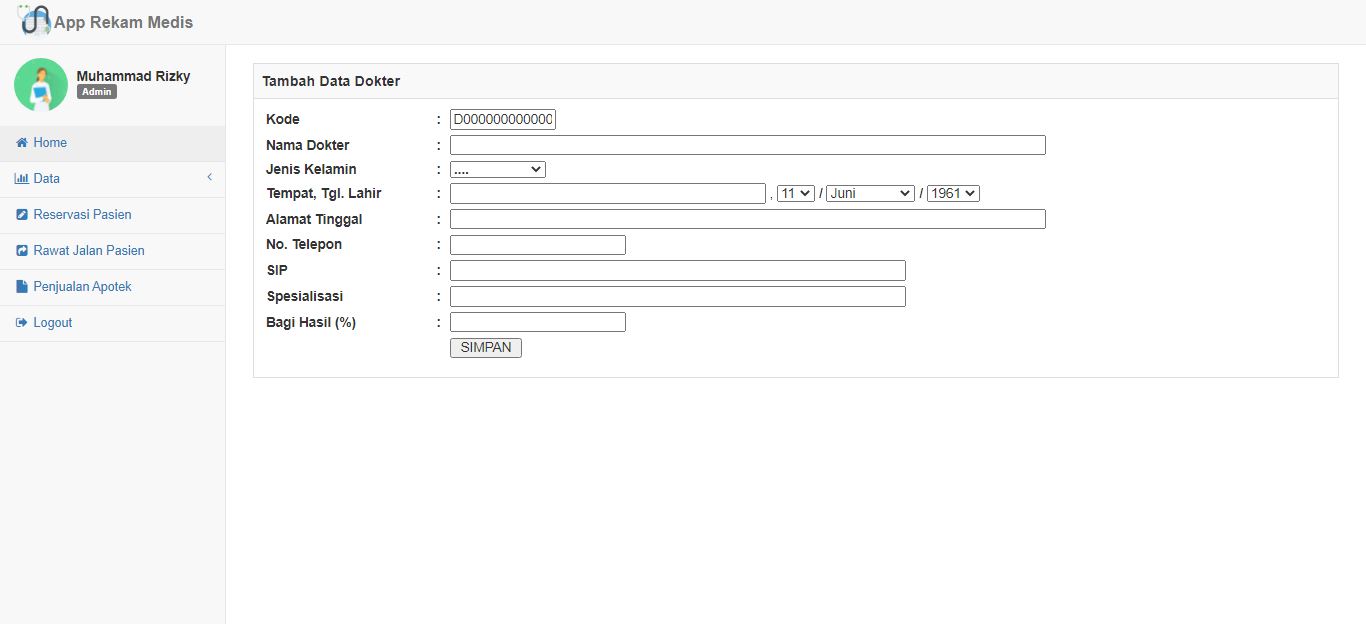 App Rekam Medis
Muhammad Rizky
Admin
Home
Data
Reservasi Pasien
Rawat Jalan Pasien
Penjualan Apotek
Logout
Tambah Data Dokter
Kode : D000000000000
Nama Dokter :
Jenis Kelamin : ....
Tempat, Tgl. Lahir : , 11 / Juni / 1961
Alamat Tinggal :
No. Telepon :
SIP :
Spesialisasi :
Bagi Hasil (%) :
SIMPAN